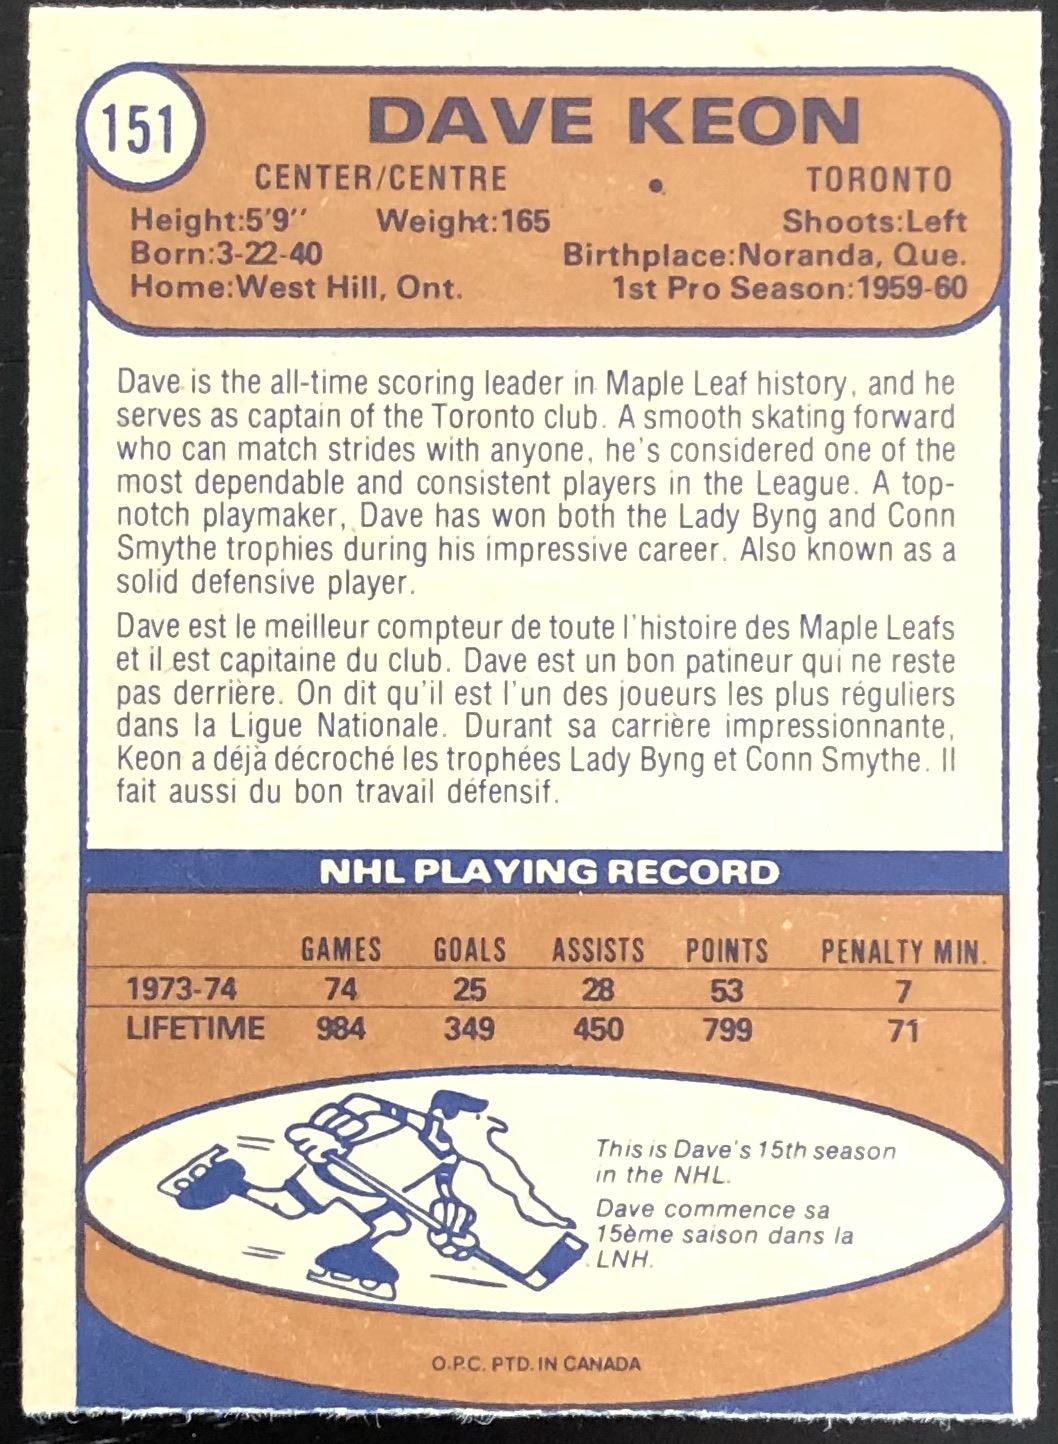 151
DAVE KEON
CENTER/CENTRE • TORONTO
Height:5'9'' Weight:165 Shoots:Left
Born:3-22-40 Birthplace:Noranda, Que.
Home:West Hill, Ont. 1st Pro Season:1959-60
Dave is the all-time scoring leader in Maple Leaf history, and he
serves as captain of the Toronto club. A smooth skating forward
who can match strides with anyone, he's considered one of the
most dependable and consistent players in the League. A top-
notch playmaker, Dave has won both the Lady Byng and Conn
Smythe trophies during his impressive career. Also known as a
solid defensive player.
Dave est le meilleur compteur de toute l'histoire des Maple Leafs
et il est capitaine du club. Dave est un bon patineur qui ne reste
pas derrière. On dit qu'il est l'un des joueurs les plus réguliers
dans la Ligue Nationale. Durant sa carrière impressionnante,
Keon a déjà décroché les trophées Lady Byng et Conn Smythe. Il
fait aussi du bon travail défensif.
NHL PLAYING RECORD
GAMES GOALS ASSISTS POINTS PENALTY MIN.
1973-74 74 25 28 53 7
LIFETIME 984 349 450 799 71
This is Dave's 15th season
in the NHL.
Dave commence sa
15ème saison dans la
LNH.
O.P.C. PTD. IN CANADA